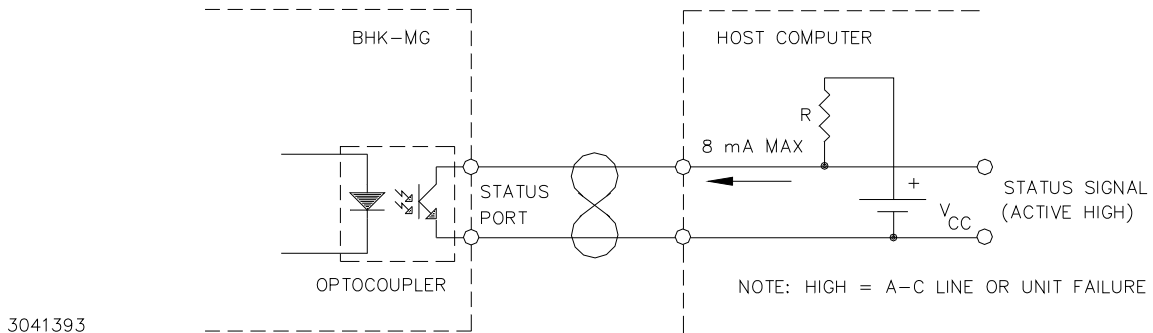 BHK-MG
HOST COMPUTER
R
8 mA MAX
+
STATUS
PORT
STATUS SIGNAL
(ACTIVE HIGH)
VCC
OPTOCOUPLER
NOTE: HIGH = A-C LINE OR UNIT FAILURE
3041393